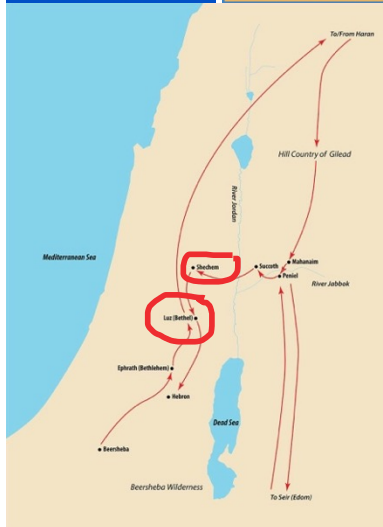 To/From Haran
Hill Country of Gilead
River Jordan
Mediterranean Sea
Shechem
Succoth
Mahanaim
Peniel
River Jabbok
Luz (Bethel)
Ephrath (Bethlehem)
Hebron
Dead Sea
Beersheba
Beersheba Wilderness
To Seir (Edom)